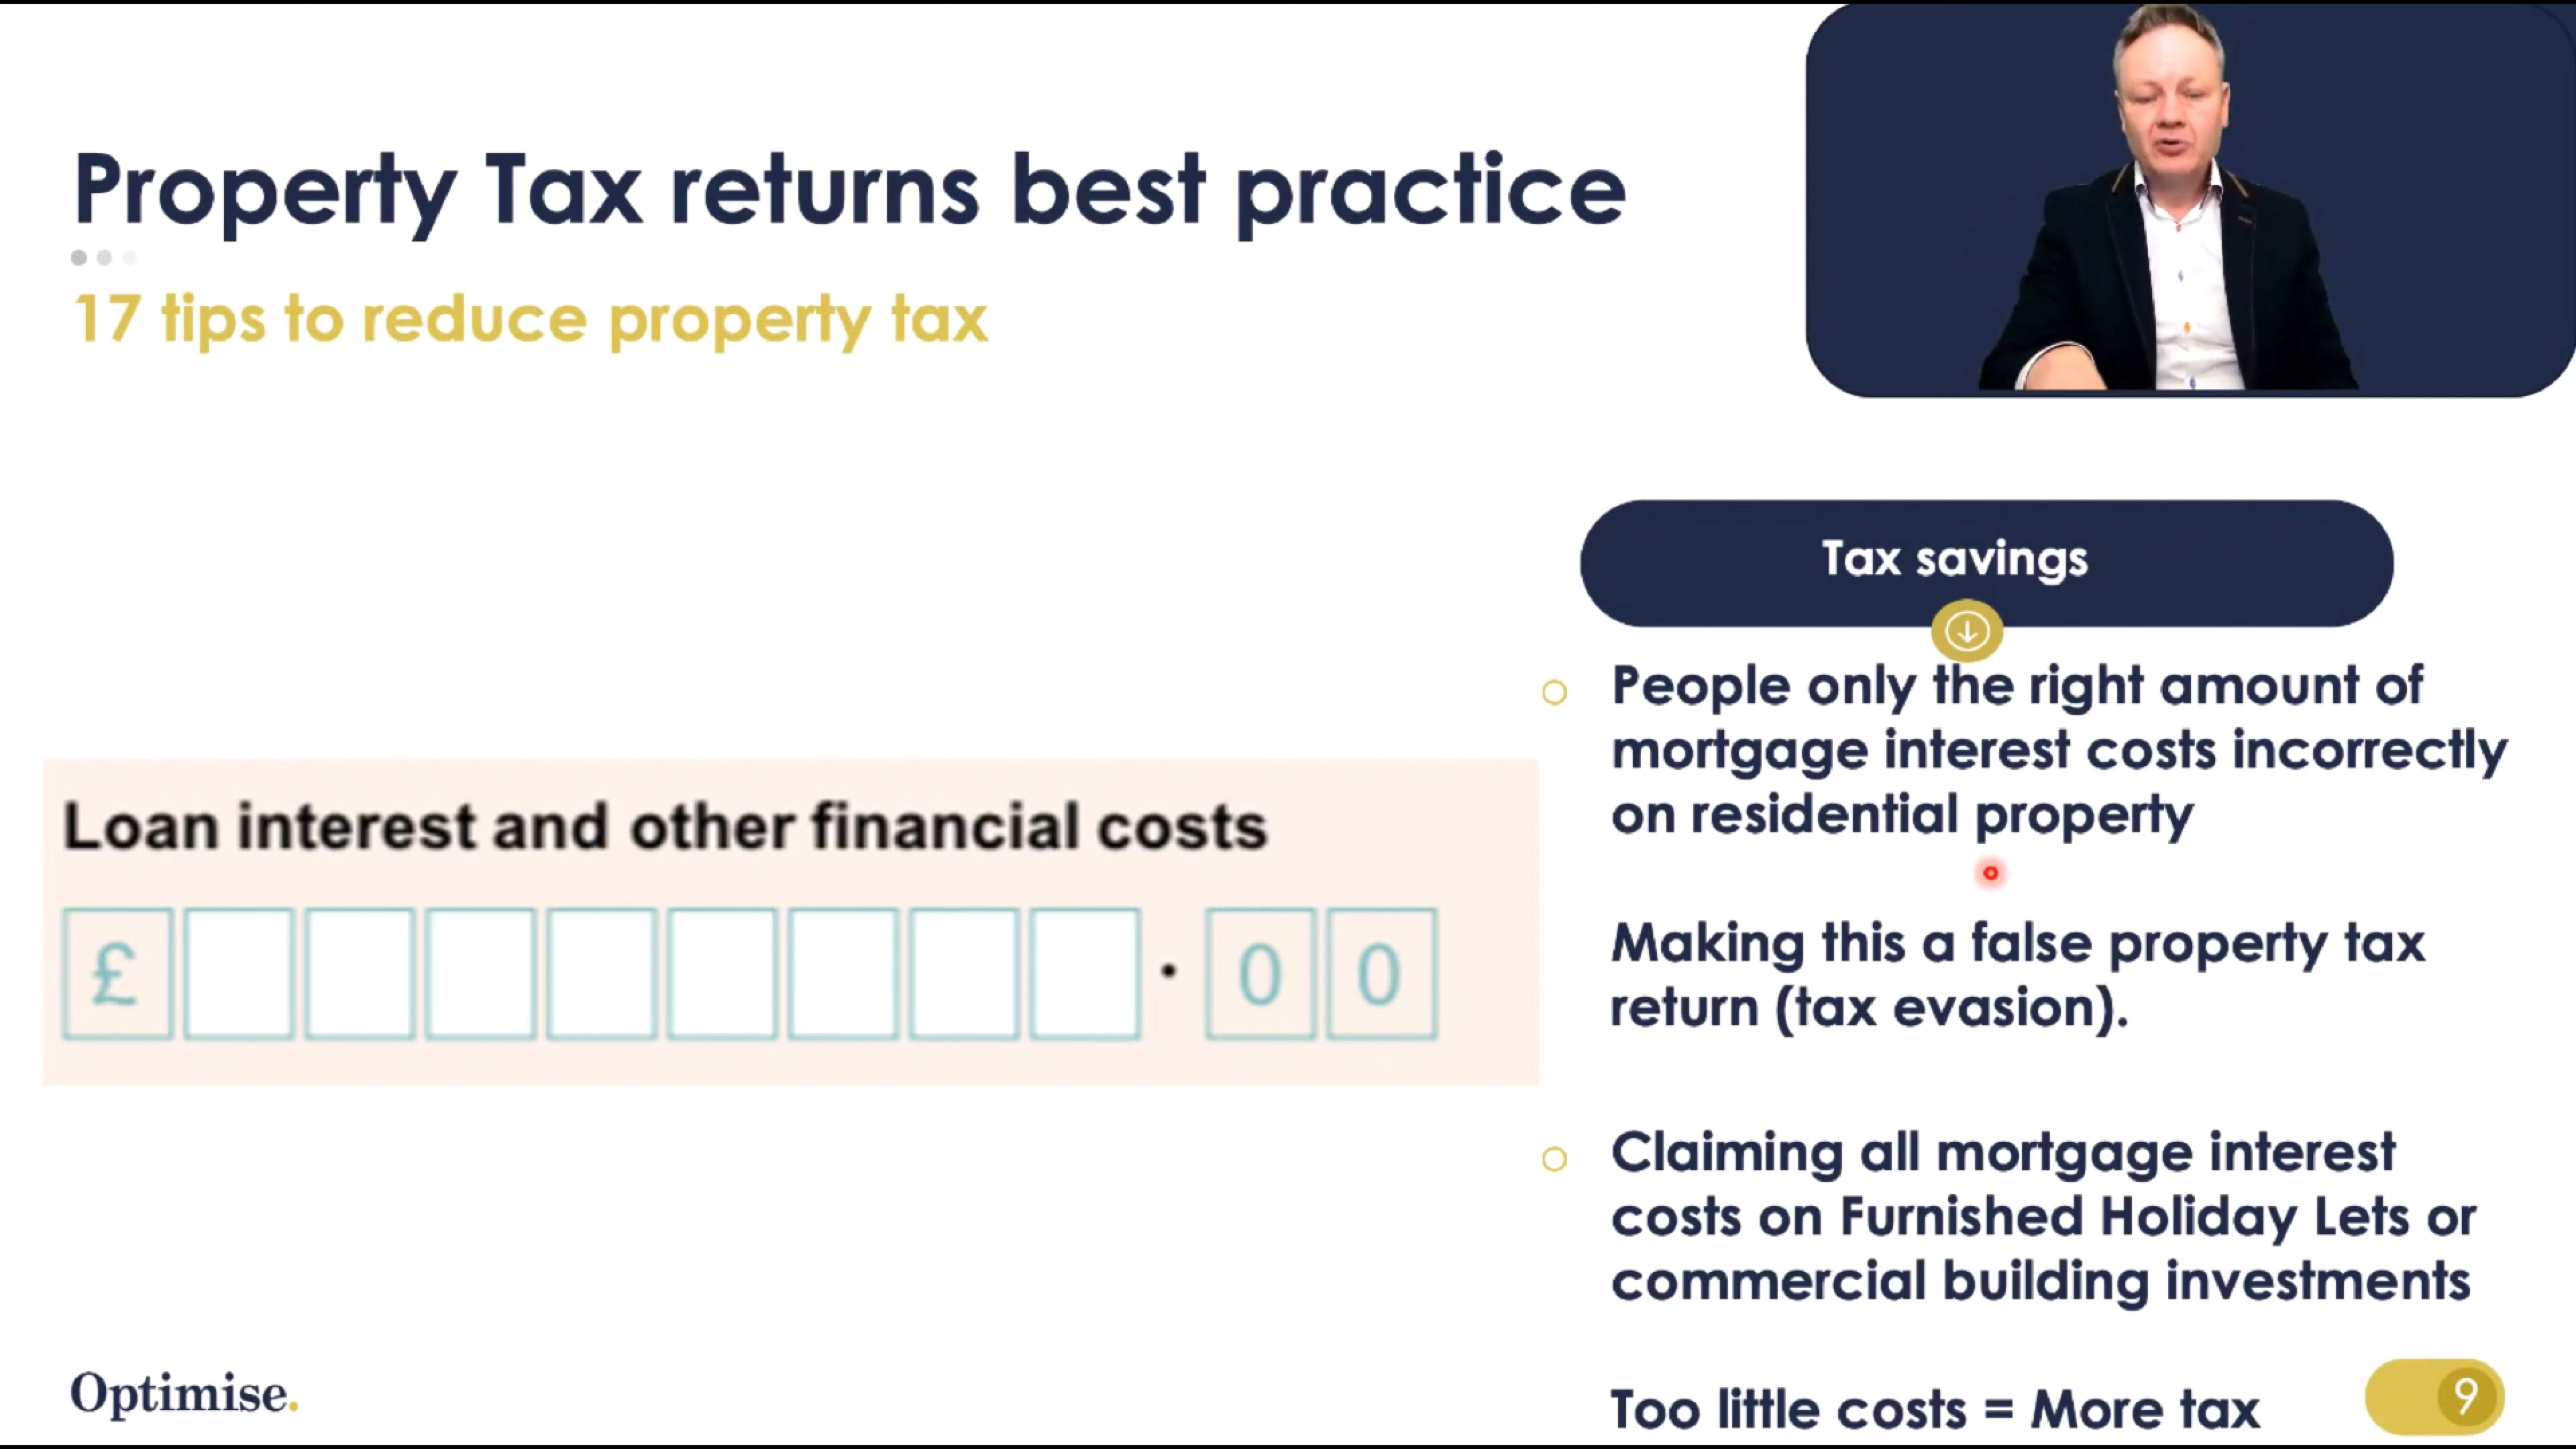 Property Tax returns best practice
17 tips to reduce property tax
Tax savings
People only the right amount of
mortgage interest costs incorrectly
on residential property
Making this a false property tax
return (tax evasion).
Claiming all mortgage interest
costs on Furnished Holiday Lets or
commercial building investments
Too little costs = More tax
Loan interest and other financial costs
£ . 0 0
Optimise.
9